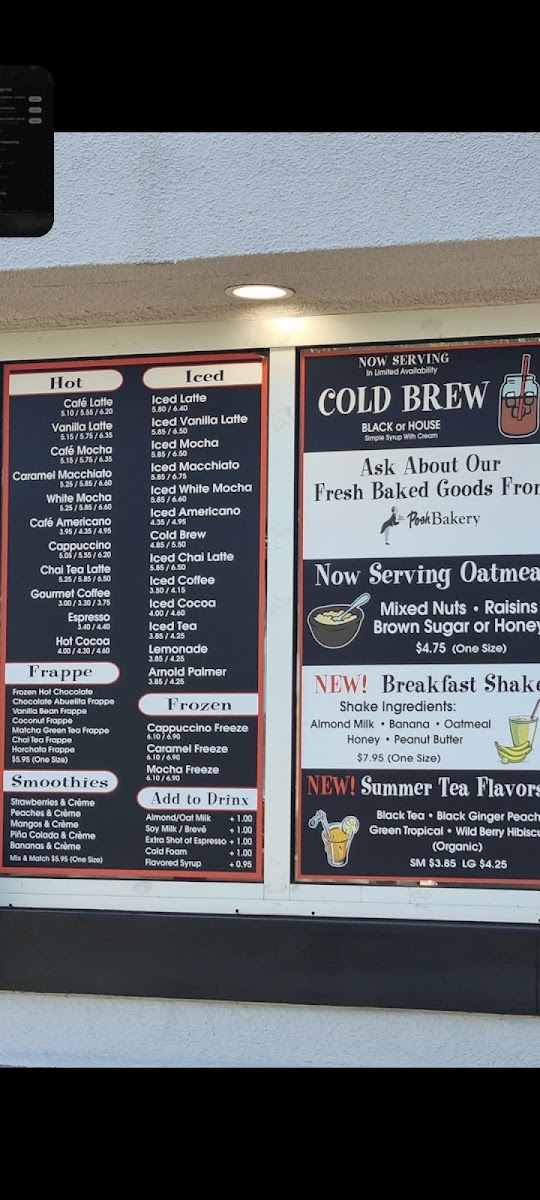 Hot
Café Latte
5.10 / 5.55 / 6.20
Vanilla Latte
5.15 / 5.75 / 6.35
Café Mocha
5.15 / 5.75 / 6.35
Caramel Macchiato
5.25 / 5.85 / 6.60
White Mocha
5.25 / 5.85 / 6.60
Café Americano
3.95 / 4.35 / 4.95
Cappuccino
5.05 / 5.55 / 6.20
Chai Tea Latte
5.25 / 5.85 / 6.50
Gourmet Coffee
3.00 / 3.30 / 3.75
Espresso
3.40 / 4.40
Hot Cocoa
4.00 / 4.30 / 4.60
Frappe
Frozen Hot Chocolate
Chocolate Abuelita Frappe
Vanilla Bean Frappe
Coconut Frappe
Matcha Green Tea Frappe
Chai Tea Frappe
Horchata Frappe
$5.95 (One Size)
Smoothies
Strawberries & Crème
Peaches & Crème
Mangos & Crème
Piña Colada & Crème
Bananas & Crème
Mix & Match $5.95 (One Size)
Iced
Iced Latte
5.80 / 6.40
Iced Vanilla Latte
5.85 / 6.50
Iced Mocha
5.85 / 6.50
Iced Macchiato
5.85 / 6.75
Iced White Mocha
5.85 / 6.60
Iced Americano
4.35 / 4.95
Cold Brew
4.85 / 5.50
Iced Chai Latte
5.85 / 6.50
Iced Coffee
3.50 / 4.15
Iced Cocoa
4.00 / 4.60
Iced Tea
3.85 / 4.25
Lemonade
3.85 / 4.25
Arnold Palmer
3.85 / 4.25
Frozen
Cappuccino Freeze
6.10 / 6.90
Caramel Freeze
6.10 / 6.90
Mocha Freeze
6.10 / 6.90
Add to Drinx
Almond/Oat Milk + 1.00
Soy Milk / Brevé + 1.00
Extra Shot of Espresso + 1.00
Cold Foam + 1.00
Flavored Syrup + 0.95
NOW SERVING
In Limited Availability
COLD BREW
BLACK or HOUSE
Simple Syrup With Cream
Ask About Our
Fresh Baked Goods From
Posh Bakery
Now Serving Oatmea
Mixed Nuts • Raisins
Brown Sugar or Honey
$4.75 (One Size)
NEW! Breakfast Shake
Shake Ingredients:
Almond Milk • Banana • Oatmeal
Honey • Peanut Butter
$7.95 (One Size)
NEW! Summer Tea Flavors
Black Tea • Black Ginger Peach
Green Tropical • Wild Berry Hibiscu
(Organic)
SM $3.85 LG $4.25